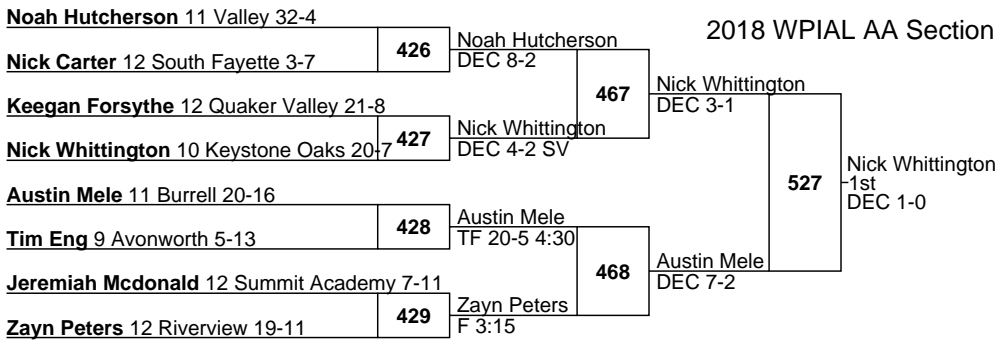 Noah Hutcherson 11 Valley 32-4
2018 WPIAL AA Section
426
Noah Hutcherson
DEC 8-2
Nick Carter 12 South Fayette 3-7
467
Nick Whittington
DEC 3-1
Keegan Forsythe 12 Quaker Valley 21-8
427
Nick Whittington
DEC 4-2 SV
Nick Whittington 10 Keystone Oaks 20-7
527
Nick Whittington
1st
DEC 1-0
Austin Mele 11 Burrell 20-16
428
Austin Mele
TF 20-5 4:30
Tim Eng 9 Avonworth 5-13
468
Austin Mele
DEC 7-2
Jeremiah Mcdonald 12 Summit Academy 7-11
429
Zayn Peters
F 3:15
Zayn Peters 12 Riverview 19-11